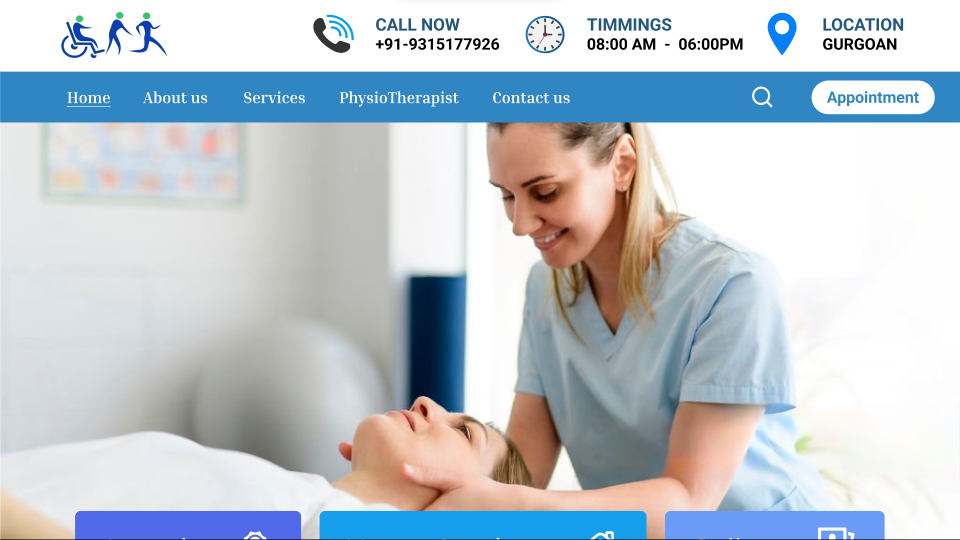 CALL NOW
+91-9315177926
TIMMINGS
08:00 AM - 06:00PM
LOCATION
GURGOAN
Home About us Services PhysioTherapist Contact us Appointment